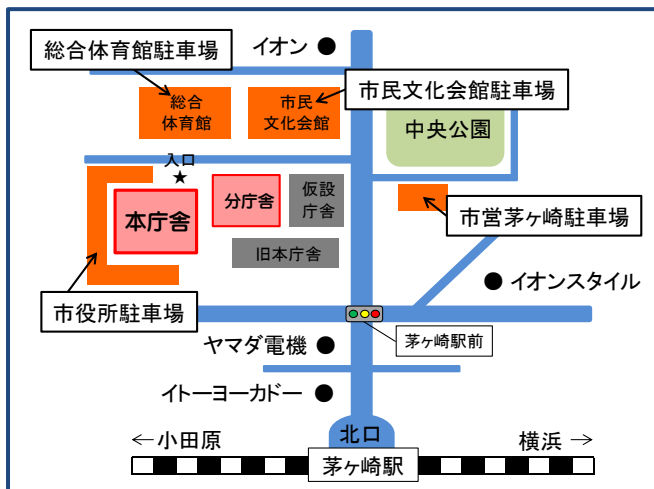 イオン
総合体育館駐車場
市民文化会館駐車場
総合
体育館
市民
文化会館
中央公園
入口
★
本庁舎
分庁舎
仮設
庁舎
旧本庁舎
市営茅ヶ崎駐車場
市役所駐車場
イオンスタイル
ヤマダ電機
茅ヶ崎駅前
イトーヨーカドー
北口
←小田原
横浜→
茅ヶ崎駅